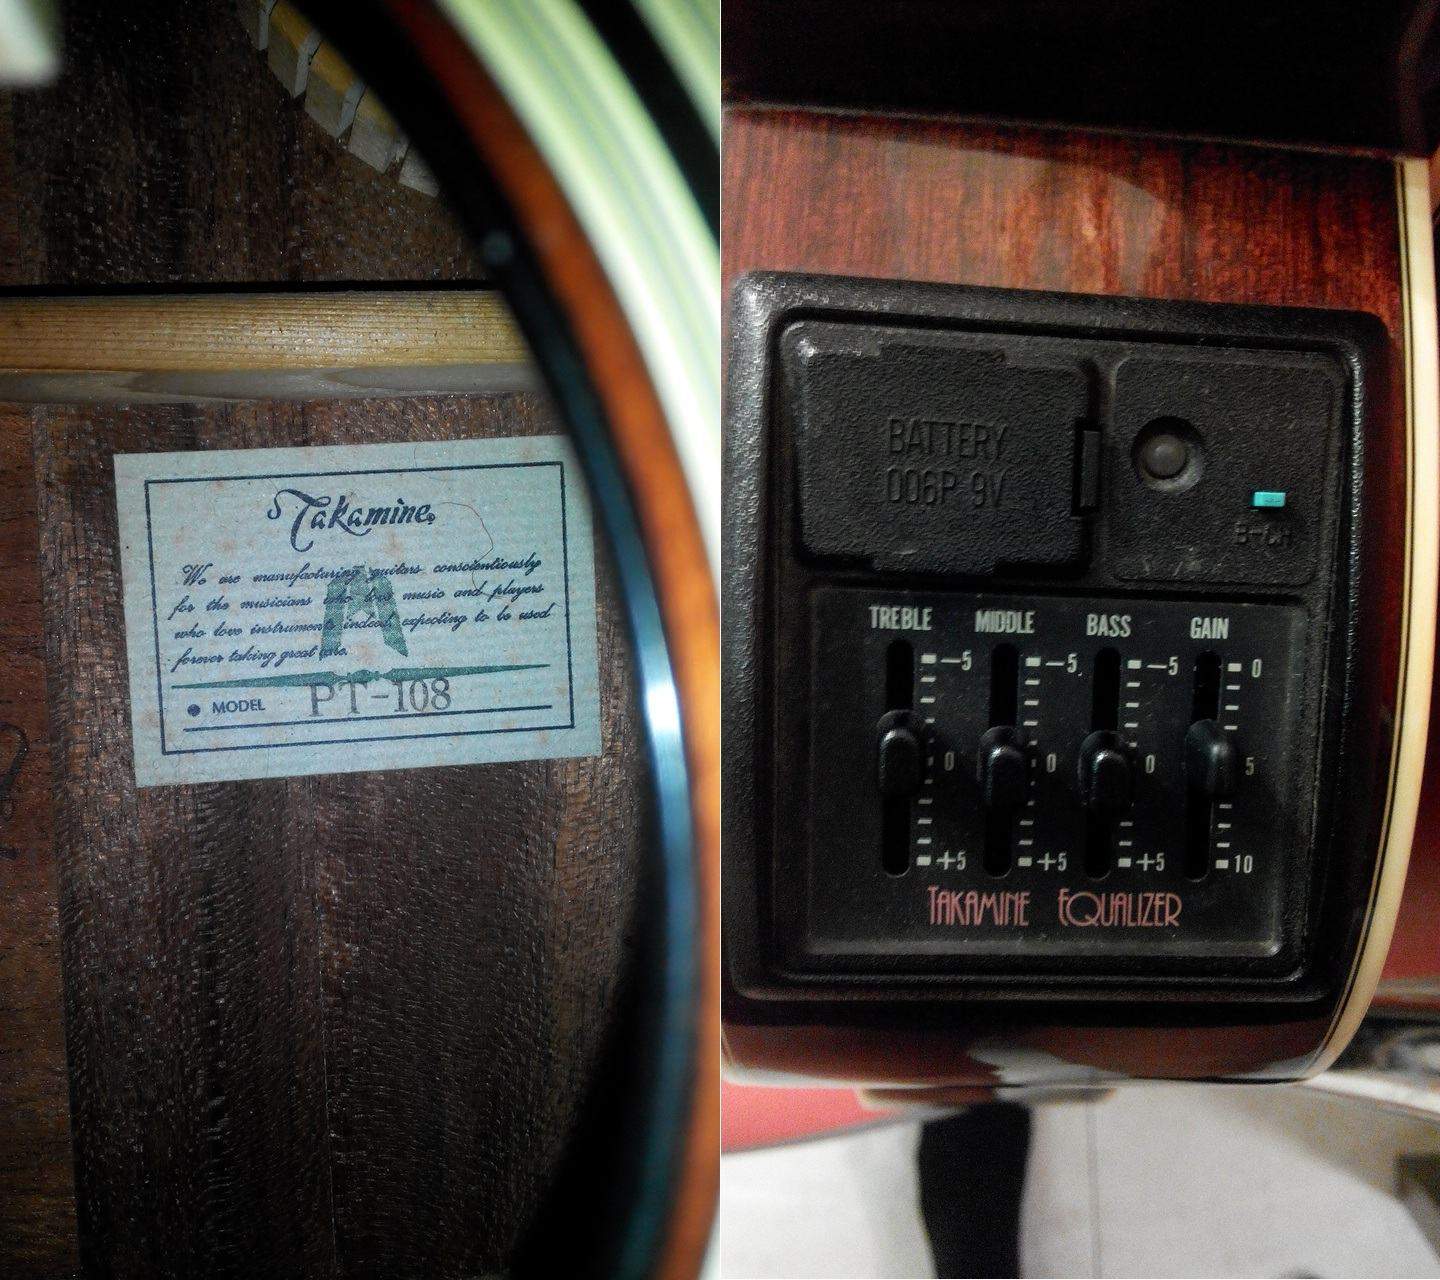 Takamine®
We are manufacturing guitars conscientiously
for the musicians who love music and players
who love instruments indeed, expecting to be used
forever taking great care.
A
MODEL PT-108
BATTERY
006P 9V
TREBLE MIDDLE BASS GAIN
-5 -5 -5 0
0 0 0 5
+5 +5 +5 10
TAKAMINE EQUALIZER